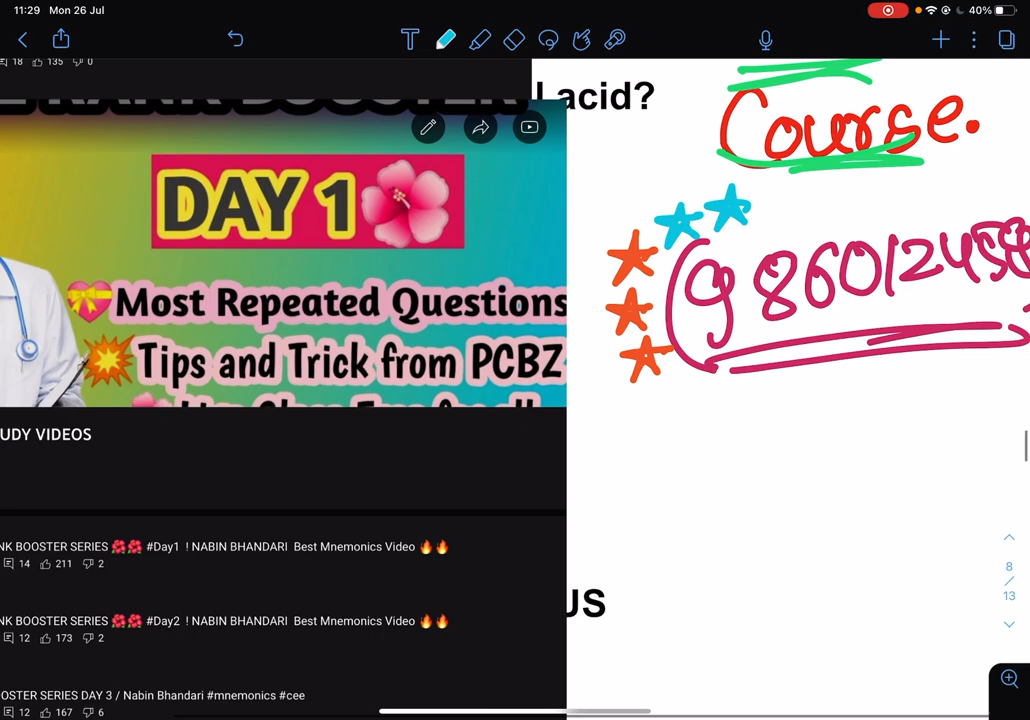 11:29 Mon 26 Jul
40%
18 135 0
acid?
Course.
DAY 1
Most Repeated Questions
Tips and Trick from PCBZ
UDY VIDEOS
NK BOOSTER SERIES 🌺🌺 #Day1 ! NABIN BHANDARI Best Mnemonics Video 🔥🔥
14 211 2
NK BOOSTER SERIES 🌺🌺 #Day2 ! NABIN BHANDARI Best Mnemonics Video 🔥🔥
12 173 2
OSTER SERIES DAY 3 / Nabin Bhandari #mnemonics #cee
12 167 6
US
8
/
13